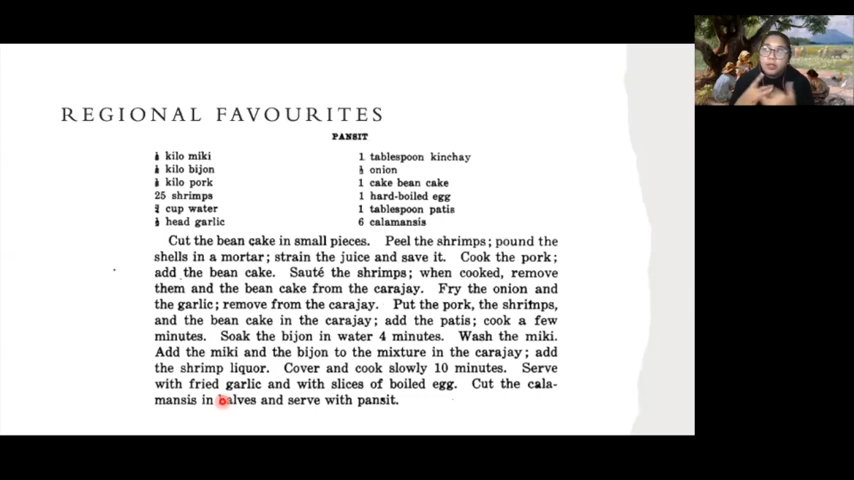 REGIONAL FAVOURITES
PANSIT
kilo miki
kilo bijon
kilo pork
25 shrimps
cup water
head garlic
1 tablespoon kinchay
onion
1 cake bean cake
1 hard-boiled egg
1 tablespoon patis
6 calamansis
Cut the bean cake in small pieces. Peel the shrimps; pound the
shells in a mortar; strain the juice and save it. Cook the pork;
add the bean cake. Sauté the shrimps; when cooked, remove
them and the bean cake from the carajay. Fry the onion and
the garlic; remove from the carajay. Put the pork, the shrimps,
and the bean cake in the carajay; add the patis; cook a few
minutes. Soak the bijon in water 4 minutes. Wash the miki.
Add the miki and the bijon to the mixture in the carajay; add
the shrimp liquor. Cover and cook slowly 10 minutes. Serve
with fried garlic and with slices of boiled egg. Cut the cala-
mansis in halves and serve with pansit.